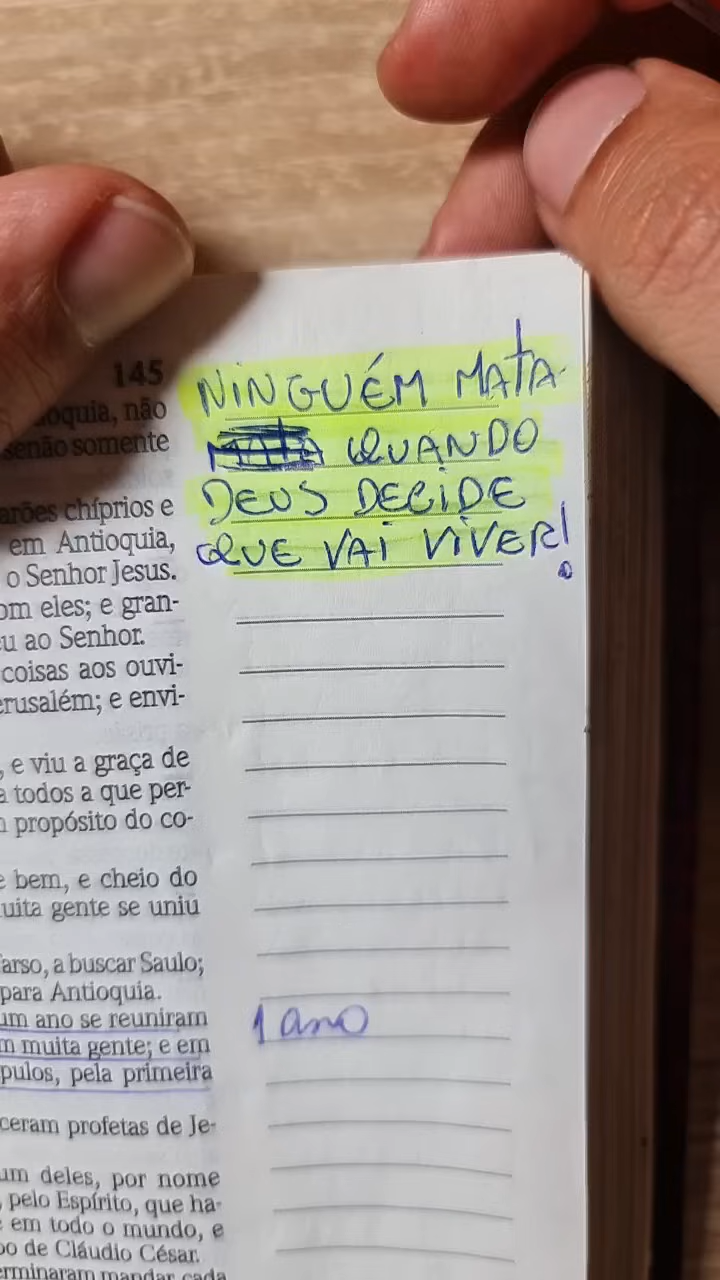 145
NINGUÉM MATA
QUANDO
DEUS DECIDE
QUE VAI VIVER!
oquia, não
senão somente
arões chíprios e
em Antioquia,
o Senhor Jesus.
om eles; e gran-
u ao Senhor.
coisas aos ouvi-
erusalém; e envi-
, e viu a graça de
a todos a que per-
propósito do co-
e bem, e cheio do
uita gente se uniu
arso, a buscar Saulo;
para Antioquia.
um ano se reuniram
m muita gente; e em
pulos, pela primeira
1 ano
ceram profetas de Je-
um deles, por nome
, pelo Espírito, que ha-
e em todo o mundo, e
po de Cláudio César.
erminaram mandar cada